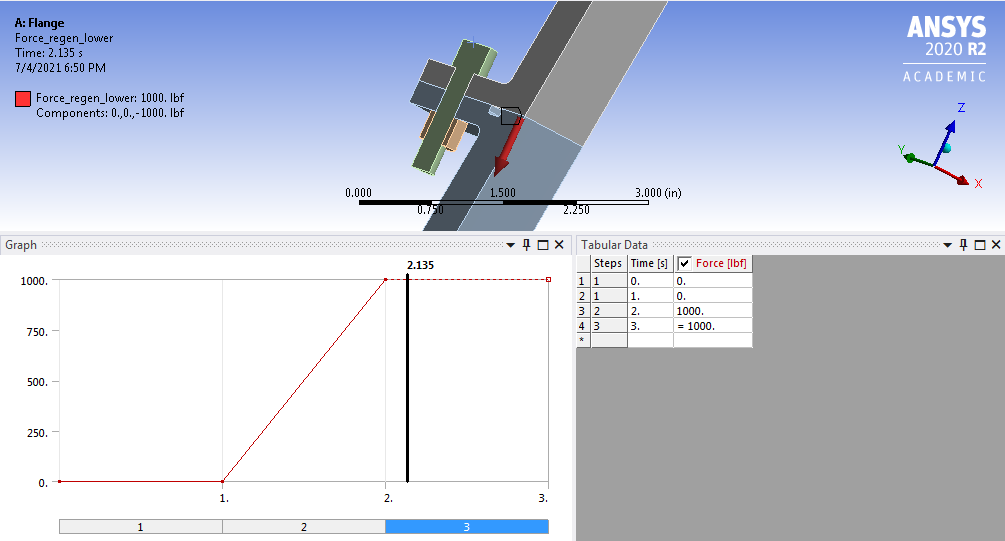 A: Flange
Force_regen_lower
Time: 2.135 s
7/4/2021 6:50 PM
Force_regen_lower: 1000. lbf
Components: 0.,0.,-1000. lbf
ANSYS
2020 R2
ACADEMIC
Z
Y
X
0.000 1.500 3.000 (in)
0.750 2.250
Graph
2.135
1000.
750.
500.
250.
0.
1. 2. 3.
1 2 3
Tabular Data
Steps Time [s] Force [lbf]
1 1 0. 0.
2 1 1. 0.
3 2 2. 1000.
4 3 3. = 1000.
*